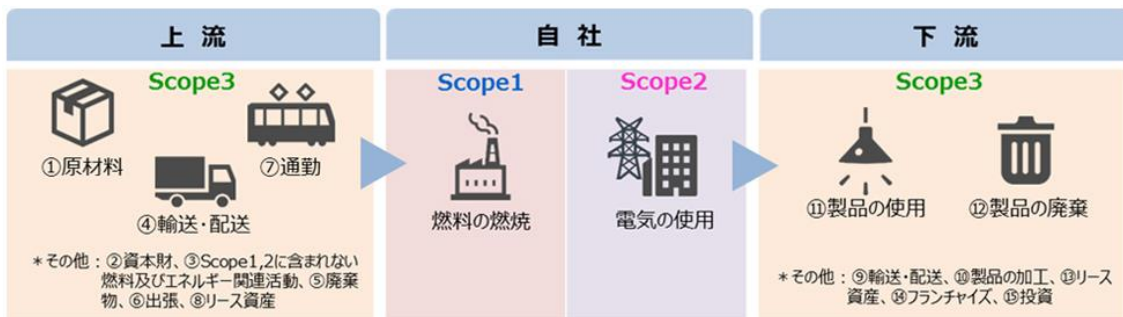 上流
Scope3
①原材料
⑦通勤
④輸送・配送
*その他：②資本財、③Scope1,2に含まれない
燃料及びエネルギー関連活動、⑤廃棄
物、⑥出張、⑧リース資産
自社
Scope1
燃料の燃焼
Scope2
電気の使用
下流
Scope3
⑪製品の使用
⑫製品の廃棄
*その他：⑨輸送・配送、⑩製品の加工、⑬リース
資産、⑭フランチャイズ、⑮投資